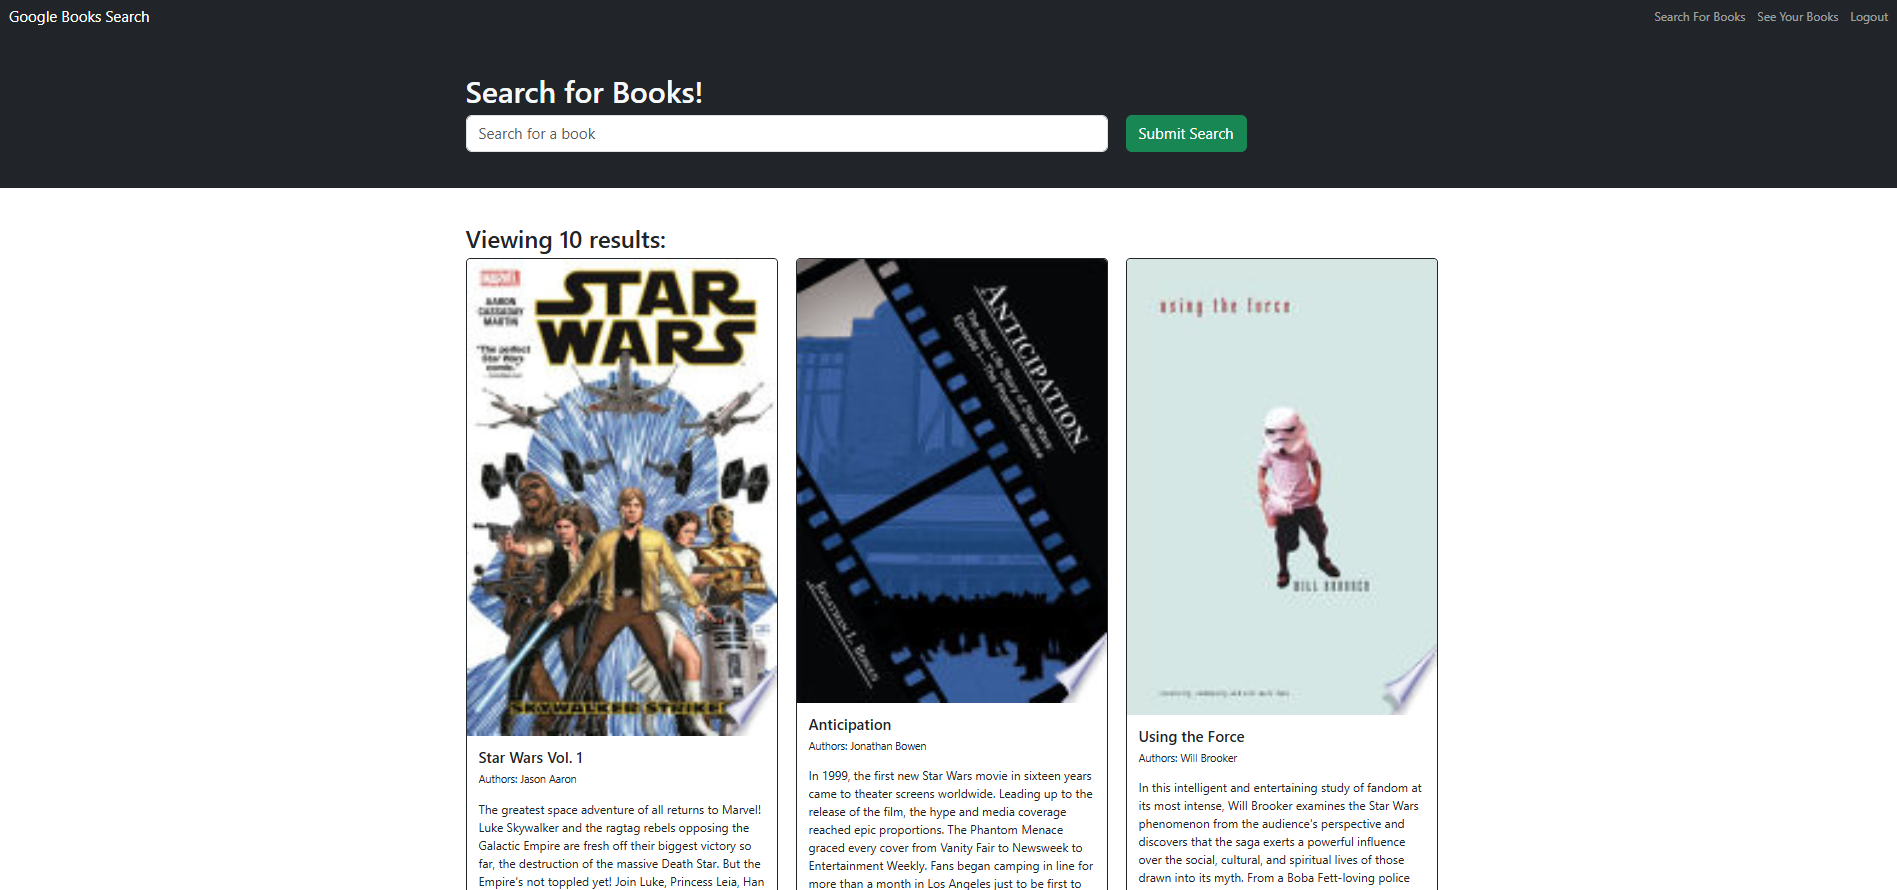 Google Books Search
Search For Books
See Your Books
Logout
Search for Books!
Search for a book
Submit Search
Viewing 10 results:
MARVEL
AARON
CASSADAY
MARTIN
"The perfect
Star Wars
comic."
STAR
WARS
SKYWALKER STRIKES
Star Wars Vol. 1
Authors: Jason Aaron
The greatest space adventure of all returns to Marvel!
Luke Skywalker and the ragtag rebels opposing the
Galactic Empire are fresh off their biggest victory so
far, the destruction of the massive Death Star. But the
Empire's not toppled yet! Join Luke, Princess Leia, Han
ANTICIPATION
The Real Life Story of Star Wars:
Episode I—The Phantom Menace
JONATHAN L. BOWEN
Anticipation
Authors: Jonathan Bowen
In 1999, the first new Star Wars movie in sixteen years
came to theater screens worldwide. Leading up to the
release of the film, the hype and media coverage
reached epic proportions. The Phantom Menace
graced every cover from Vanity Fair to Newsweek to
Entertainment Weekly. Fans began camping in line for
more than a month in Los Angeles just to be first to
using the force
WILL BROOKER
Using the Force
Authors: Will Brooker
In this intelligent and entertaining study of fandom at
its most intense, Will Brooker examines the Star Wars
phenomenon from the audience's perspective and
discovers that the saga exerts a powerful influence
over the social, cultural, and spiritual lives of those
drawn into its myth. From a Boba Fett-loving police